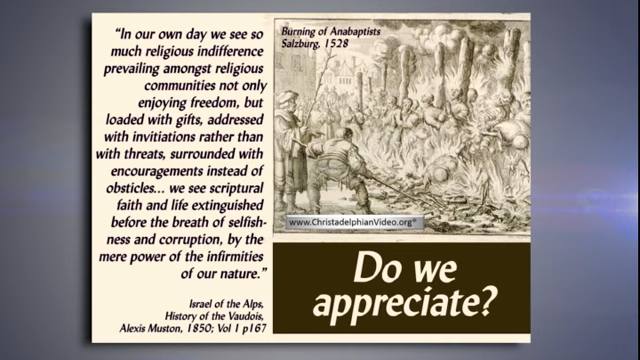 “In our own day we see so
much religious indifference
prevailing amongst religious
communities not only
enjoying freedom, but
loaded with gifts, addressed
with invitiations rather than
with threats, surrounded with
encouragements instead of
obsticles... we see scriptural
faith and life extinguished
before the breath of selfish-
ness and corruption, by the
mere power of the infirmities
of our nature.”
Israel of the Alps,
History of the Vaudois,
Alexis Muston, 1850; Vol 1 p167
Burning of Anabaptists
Salzburg, 1528
www.ChristadelphianVideo.org®
Do we
appreciate?